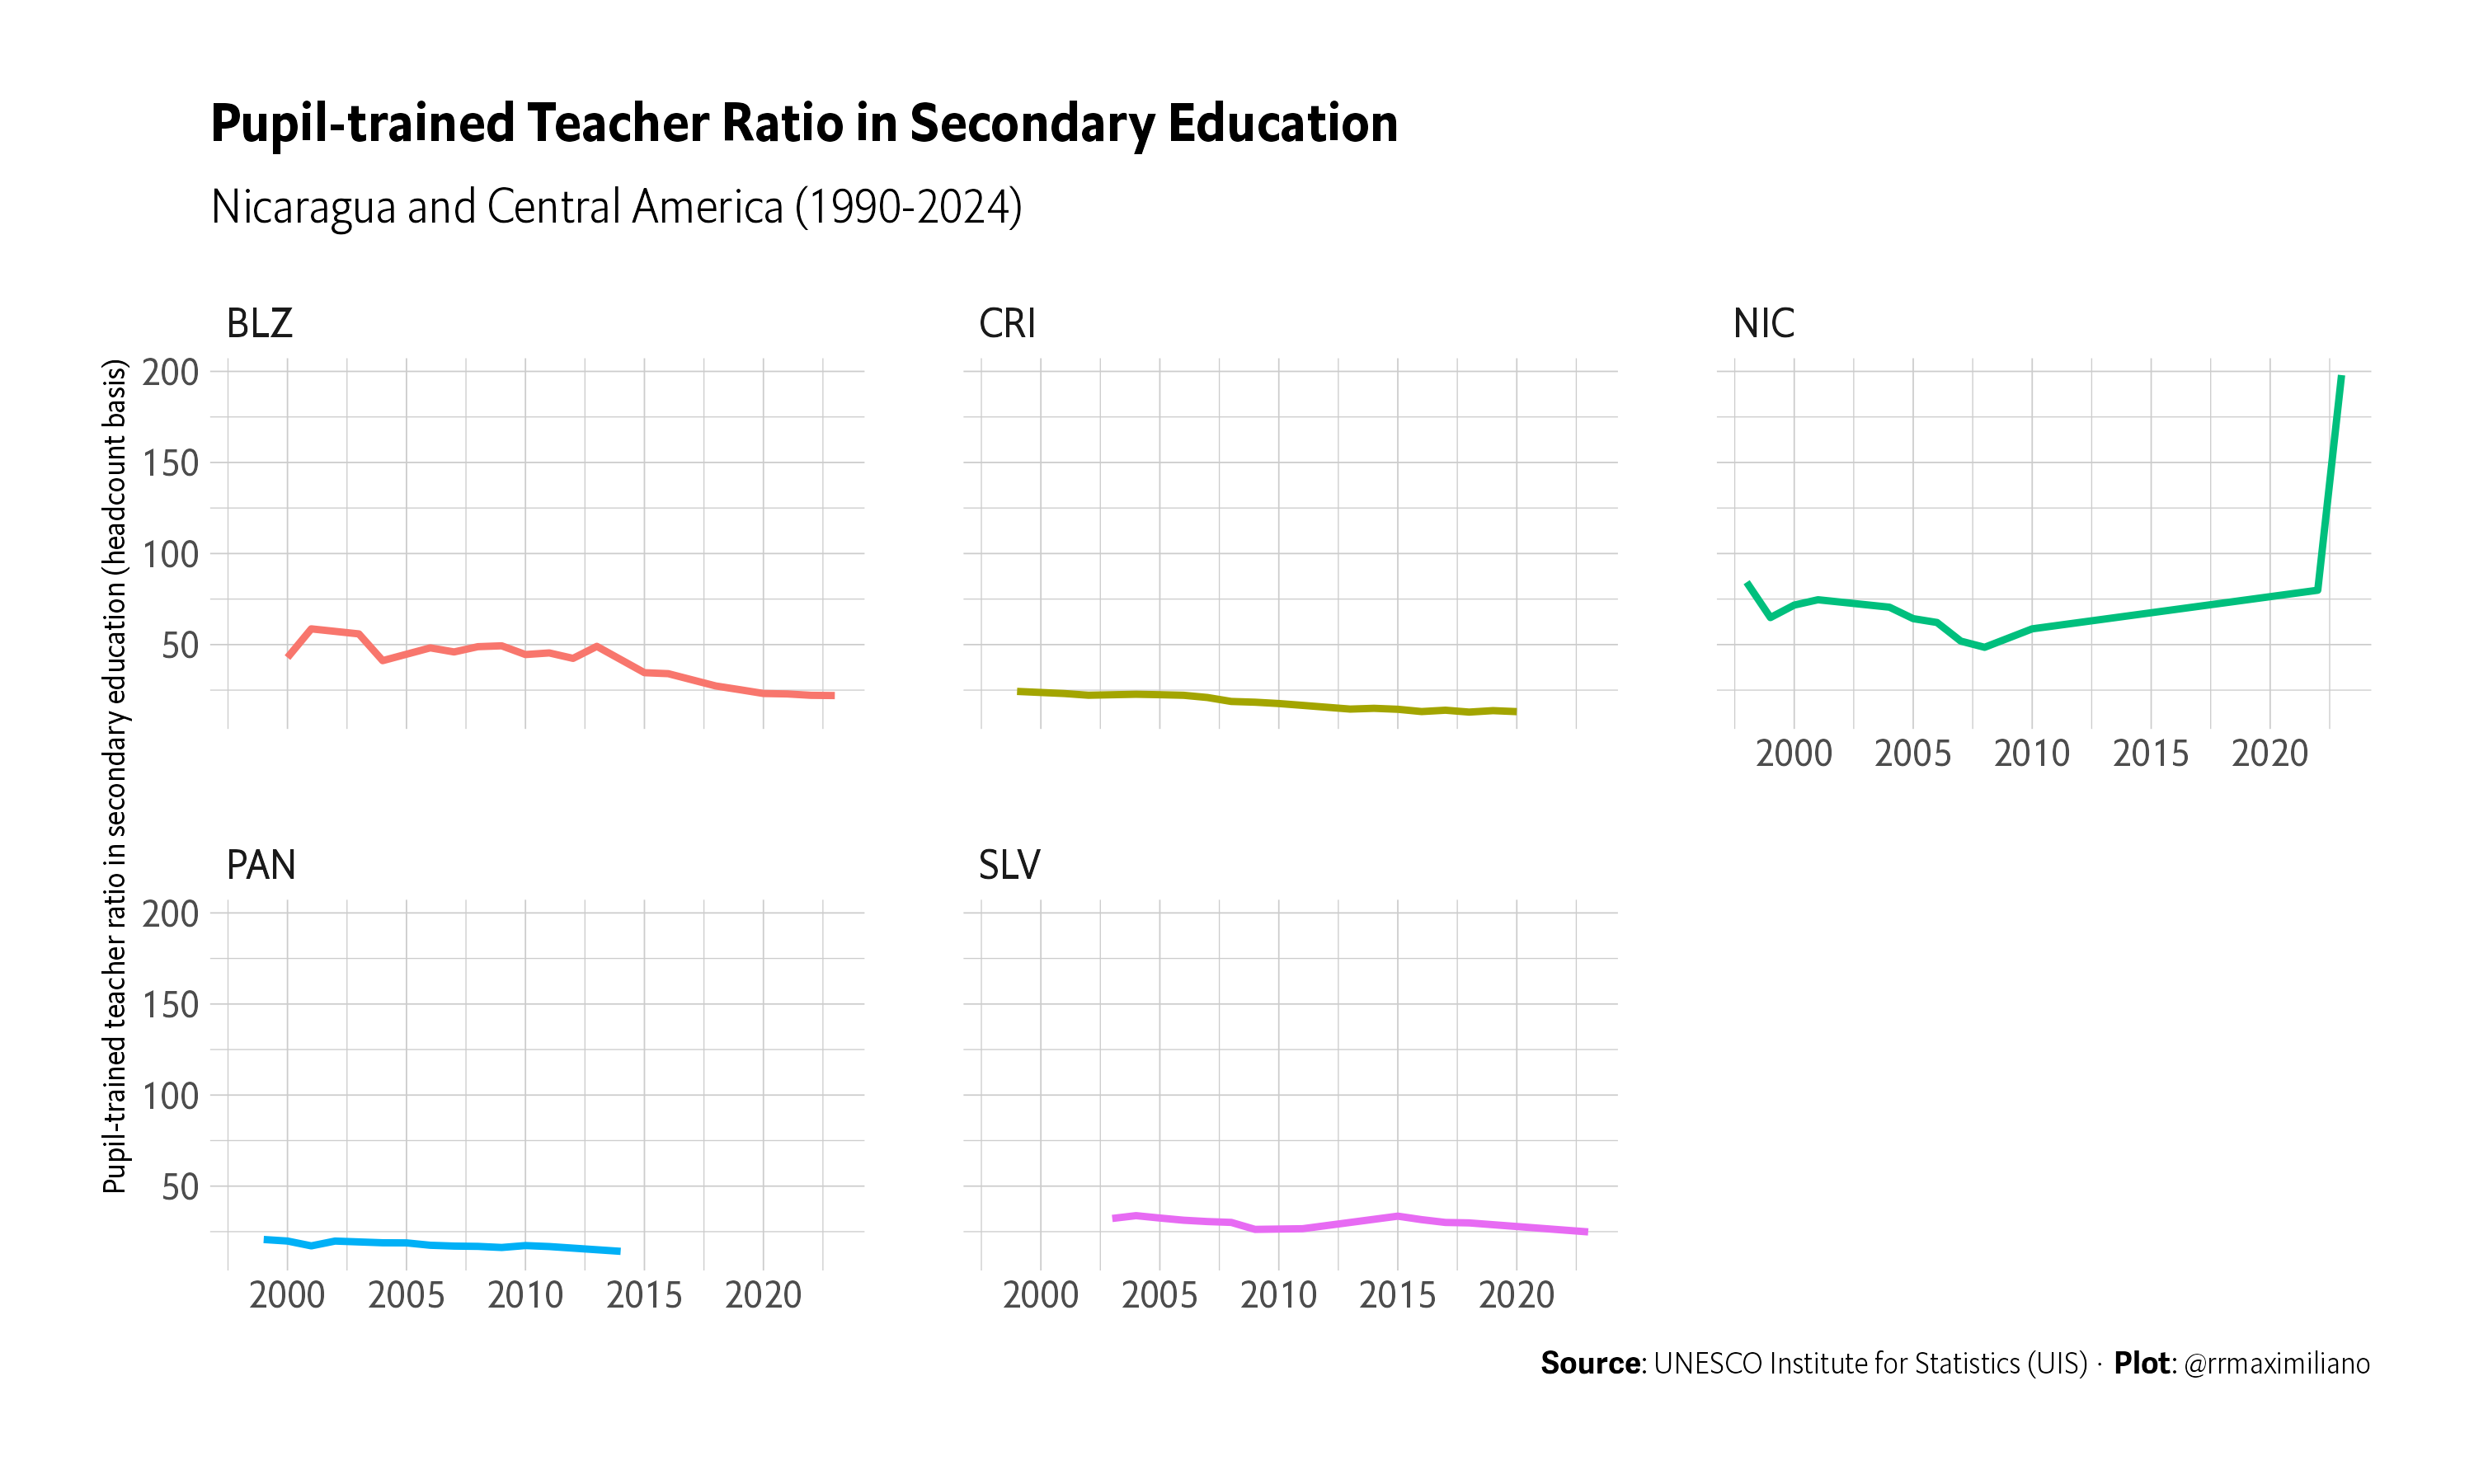 Pupil-trained Teacher Ratio in Secondary Education
Nicaragua and Central America (1990-2024)
Pupil-trained teacher ratio in secondary education (headcount basis)
BLZ
CRI
NIC
200
150
100
50
2000 2005 2010 2015 2020
PAN
SLV
200
150
100
50
2000 2005 2010 2015 2020
2000 2005 2010 2015 2020
Source: UNESCO Institute for Statistics (UIS) · Plot: @rrmaximiliano